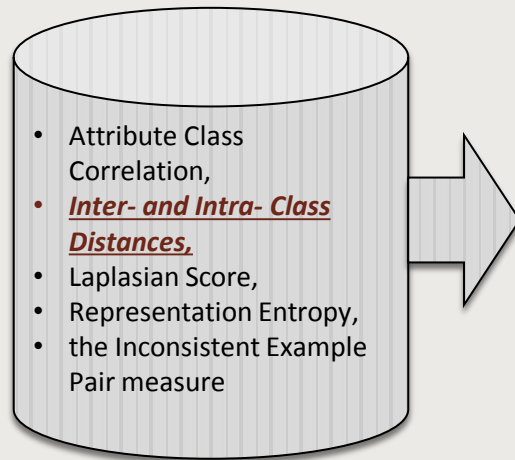 • Attribute Class
Correlation,
• Inter- and Intra- Class
Distances,
• Laplasian Score,
• Representation Entropy,
• the Inconsistent Example
Pair measure